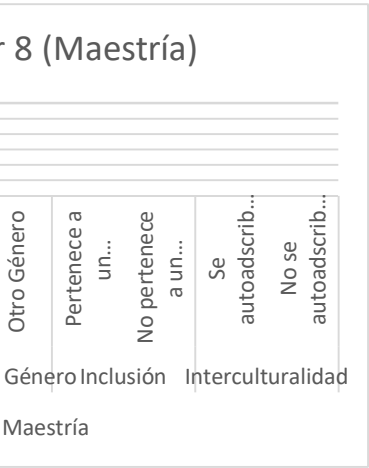 r 8 (Maestría)
Otro Género
Pertenece a
un...
No pertenece
a un...
Se
autoadscrib...
No se
autoadscrib...
Género
Inclusión
Interculturalidad
Maestría